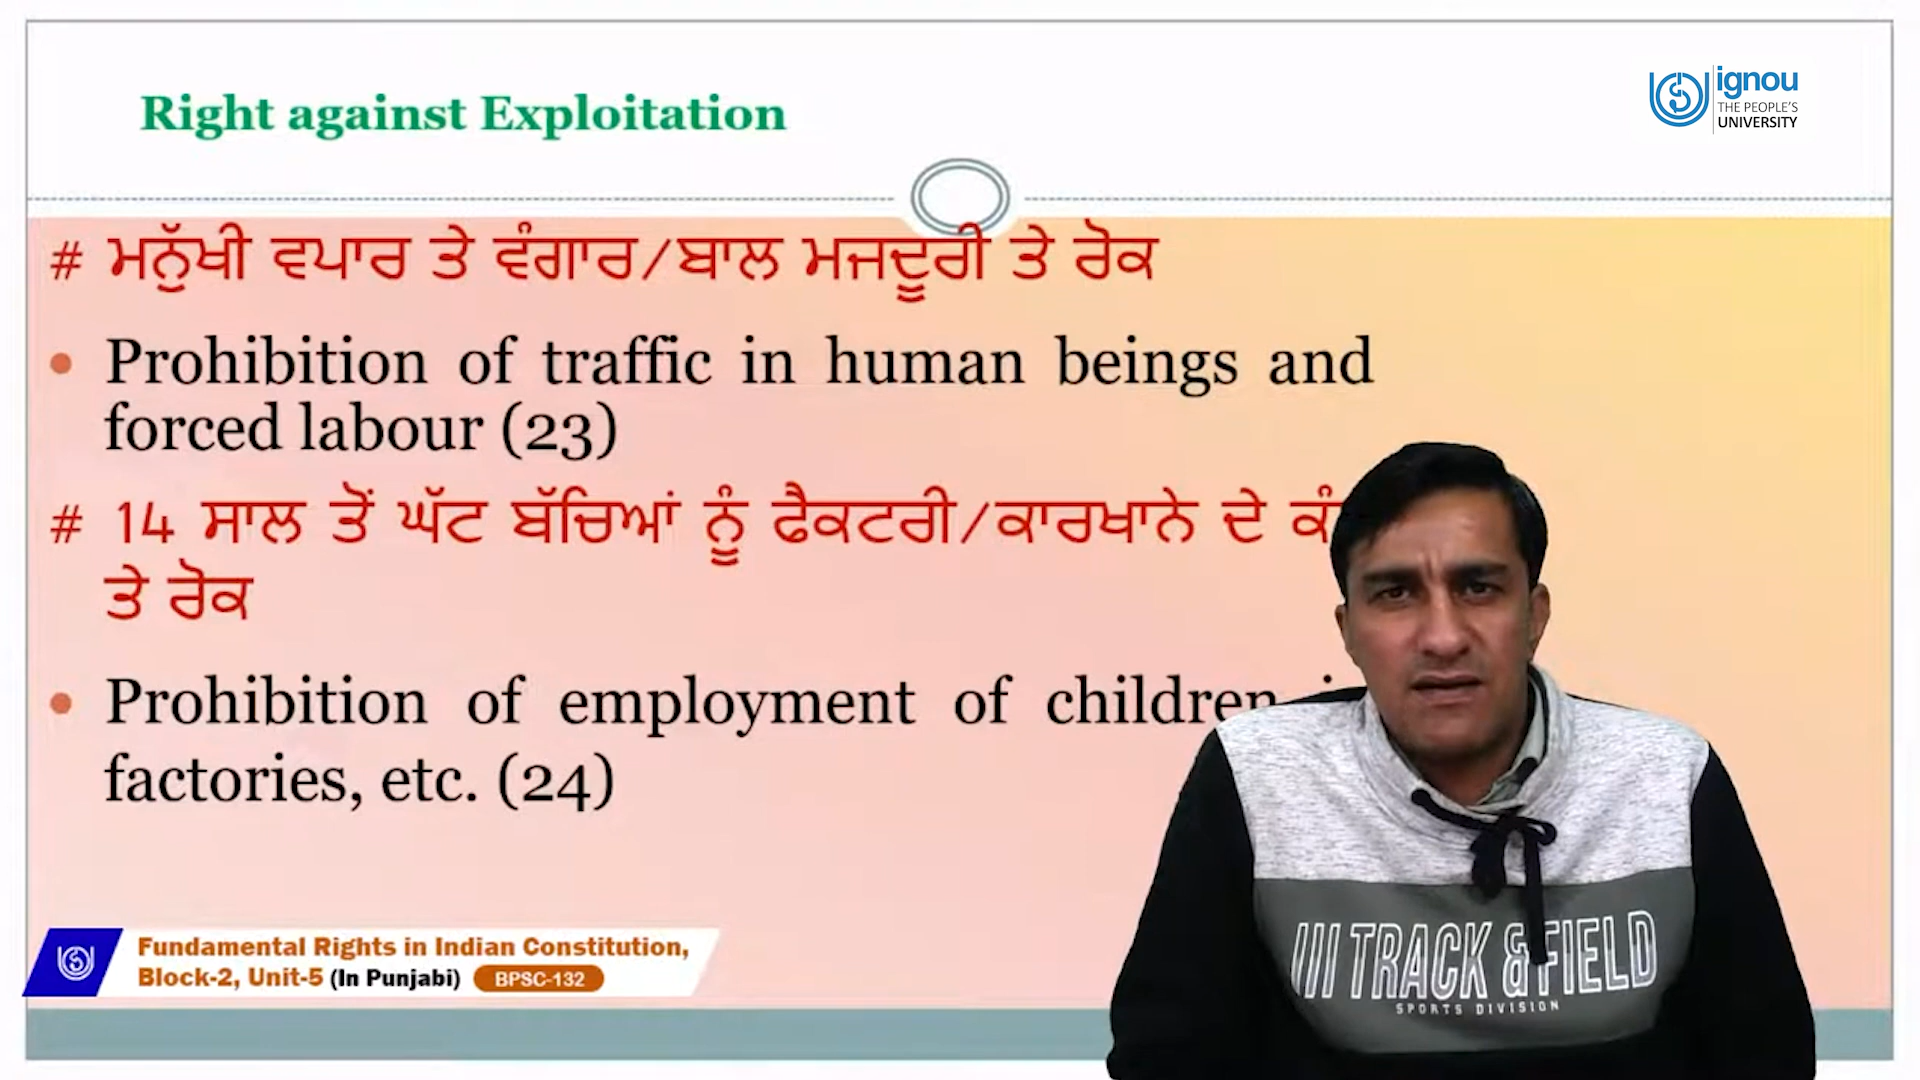 Right against Exploitation
ignou
THE PEOPLE'S
UNIVERSITY
# ਮਨੁੱਖੀ ਵਪਾਰ ਤੇ ਵੰਗਾਰ/ਬਾਲ ਮਜਦੂਰੀ ਤੇ ਰੋਕ
• Prohibition of traffic in human beings and
forced labour (23)
# 14 ਸਾਲ ਤੋਂ ਘੱਟ ਬੱਚਿਆਂ ਨੂੰ ਫੈਕਟਰੀ/ਕਾਰਖਾਨੇ ਦੇ
ਤੇ ਰੋਕ
• Prohibition of employment of children
factories, etc. (24)
Fundamental Rights in Indian Constitution,
Block-2, Unit-5 (In Punjabi) BPSC-132
TRACK & FIELD
SPORTS DIVISION